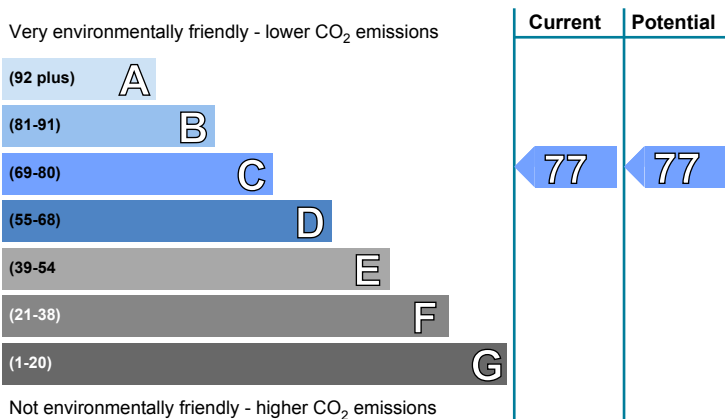 Very environmentally friendly - lower CO2 emissions
Current Potential
(92 plus) A
(81-91) B
(69-80) C
77 77
(55-68) D
(39-54 E
(21-38) F
(1-20) G
Not environmentally friendly - higher CO2 emissions